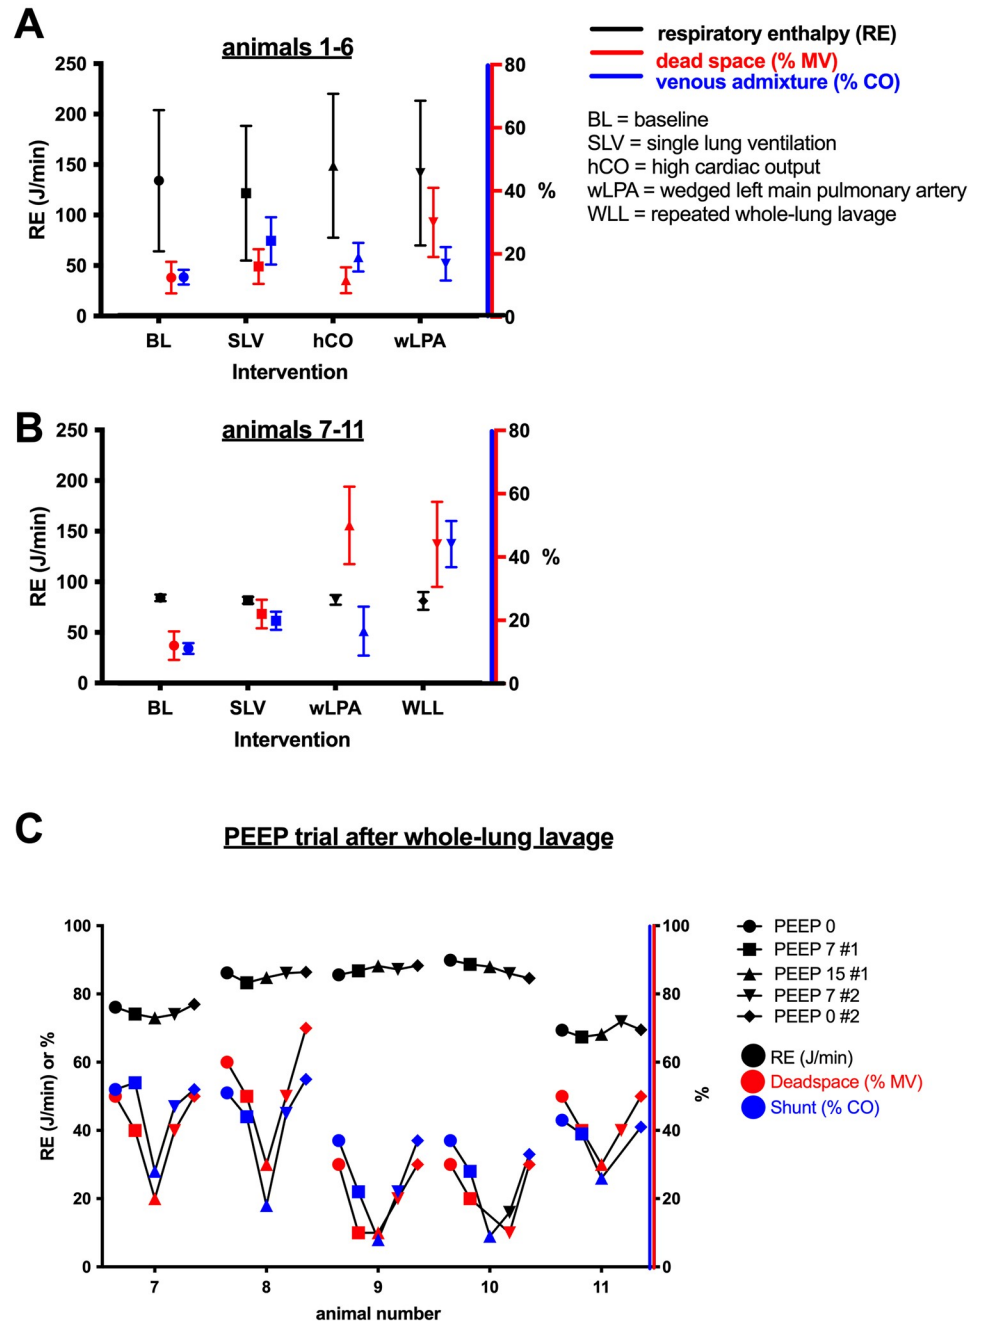 A
animals 1-6
respiratory enthalpy (RE)
dead space (% MV)
venous admixture (% CO)
BL = baseline
SLV = single lung ventilation
hCO = high cardiac output
wLPA = wedged left main pulmonary artery
WLL = repeated whole-lung lavage
RE (J/min)
250
200
150
100
50
0
80
60
40
20
0
%
BL SLV hCO wLPA
Intervention
B
animals 7-11
RE (J/min)
250
200
150
100
50
0
80
60
40
20
0
%
BL SLV wLPA WLL
Intervention
C
PEEP trial after whole-lung lavage
RE (J/min) or %
100
80
60
40
20
0
100
80
60
40
20
0
%
7 8 9 10 11
animal number
PEEP 0
PEEP 7 #1
PEEP 15 #1
PEEP 7 #2
PEEP 0 #2
RE (J/min)
Deadspace (% MV)
Shunt (% CO)